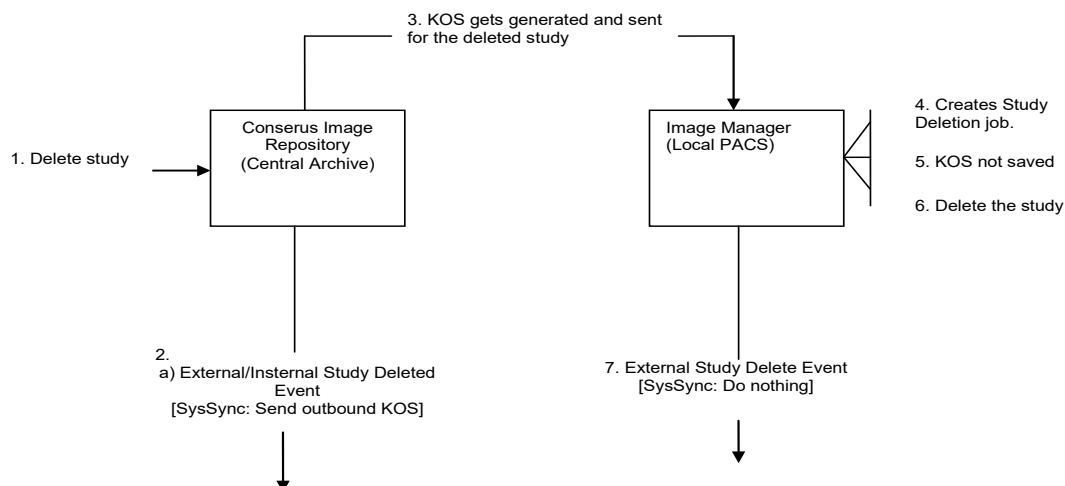 3. KOS gets generated and sent
for the deleted study
1. Delete study
Conserus Image
Repository
(Central Archive)
Image Manager
(Local PACS)
4. Creates Study
Deletion job.
5. KOS not saved
6. Delete the study
2.
a) External/Insternal Study Deleted
Event
[SysSync: Send outbound KOS]
7. External Study Delete Event
[SysSync: Do nothing]